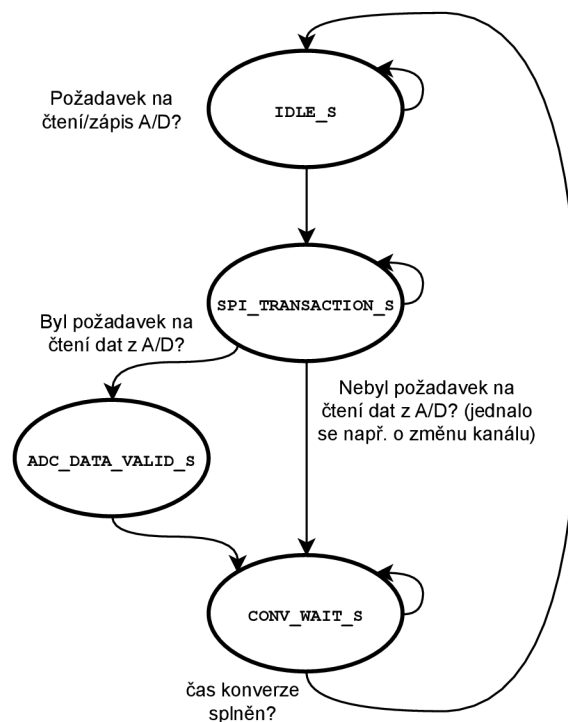 Požadavek na
čtení/zápis A/D?
IDLE_S
SPI_TRANSACTION_S
Byl požadavek na
čtení dat z A/D?
Nebyl požadavek na
čtení dat z A/D? (jednalo
se např. o změnu kanálu)
ADC_DATA_VALID_S
CONV_WAIT_S
čas konverze
splněn?